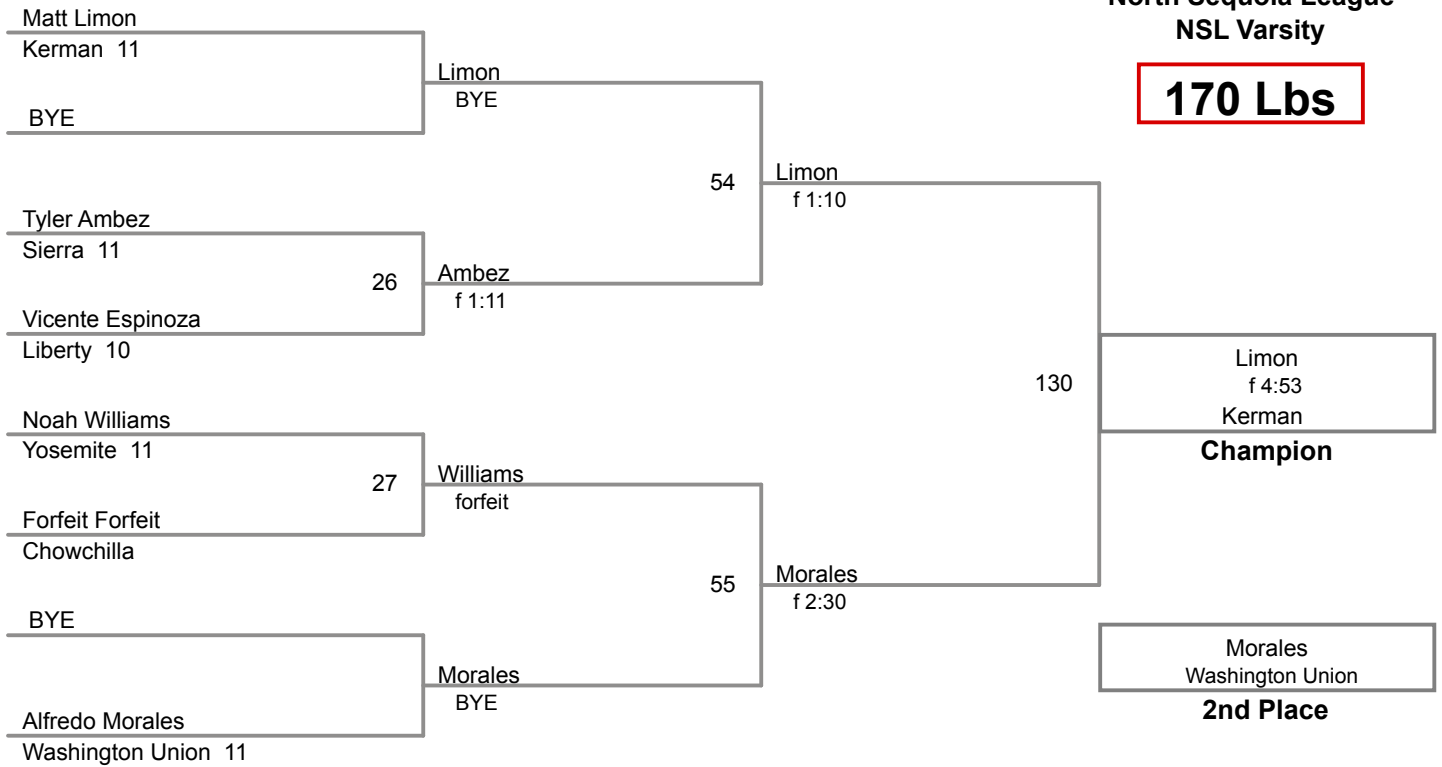 North Sequoia League
NSL Varsity
170 Lbs
Matt Limon
Kerman 11
BYE
Limon
BYE
Tyler Ambez
Sierra 11
26
Vicente Espinoza
Liberty 10
Ambez
f 1:11
54
Limon
f 1:10
Noah Williams
Yosemite 11
27
Forfeit Forfeit
Chowchilla
Williams
forfeit
BYE
Alfredo Morales
Washington Union 11
Morales
BYE
55
Morales
f 2:30
130
Limon
f 4:53
Kerman
Champion
Morales
Washington Union
2nd Place